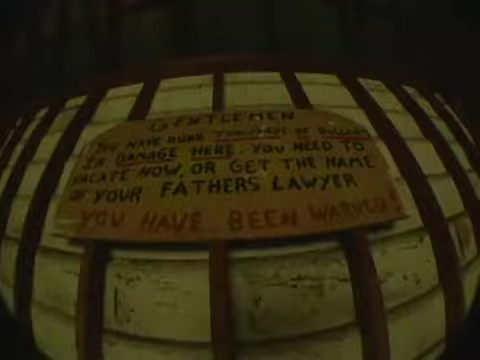 GENTLEMEN
YOU HAVE DONE THOUSANDS OF DOLLARS
IN DAMAGE HERE. YOU NEED TO
VACATE NOW, OR GET THE NAME
OF YOUR FATHERS LAWYER
YOU HAVE BEEN WARNED!